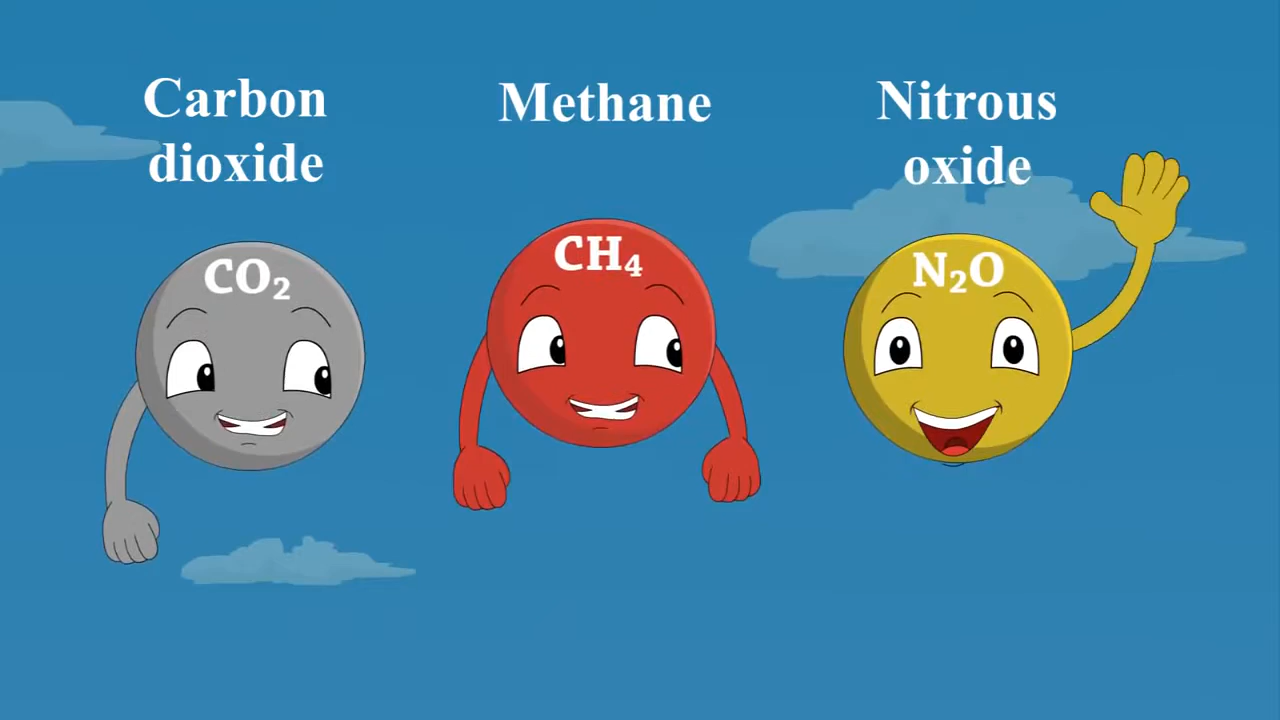 Carbon
dioxide
Methane
Nitrous
oxide
CO₂
CH₄
N₂O